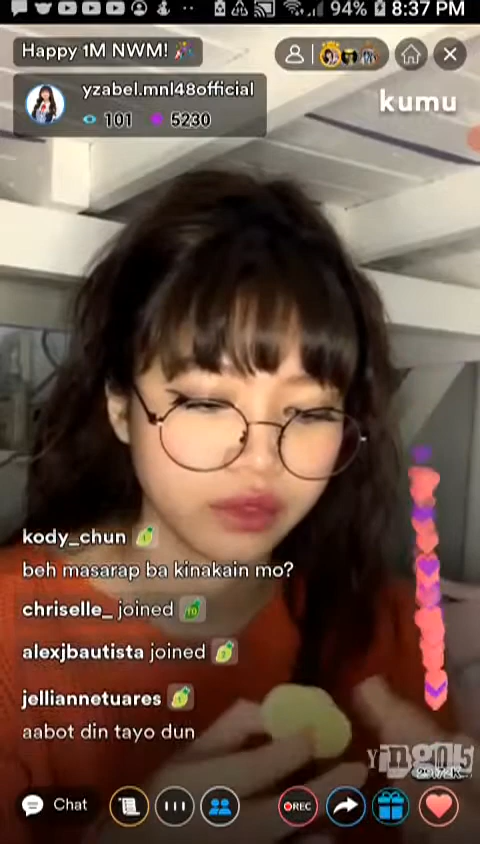 94% 8:37 PM
Happy 1M NWM!
yzabel.mnl48official
101 5230
kumu
kody_chun
beh masarap ba kinakain mo?
chriselle_ joined
alexjbautista joined
jelliannetuares
aabot din tayo dun
Ying05
Chat
REC